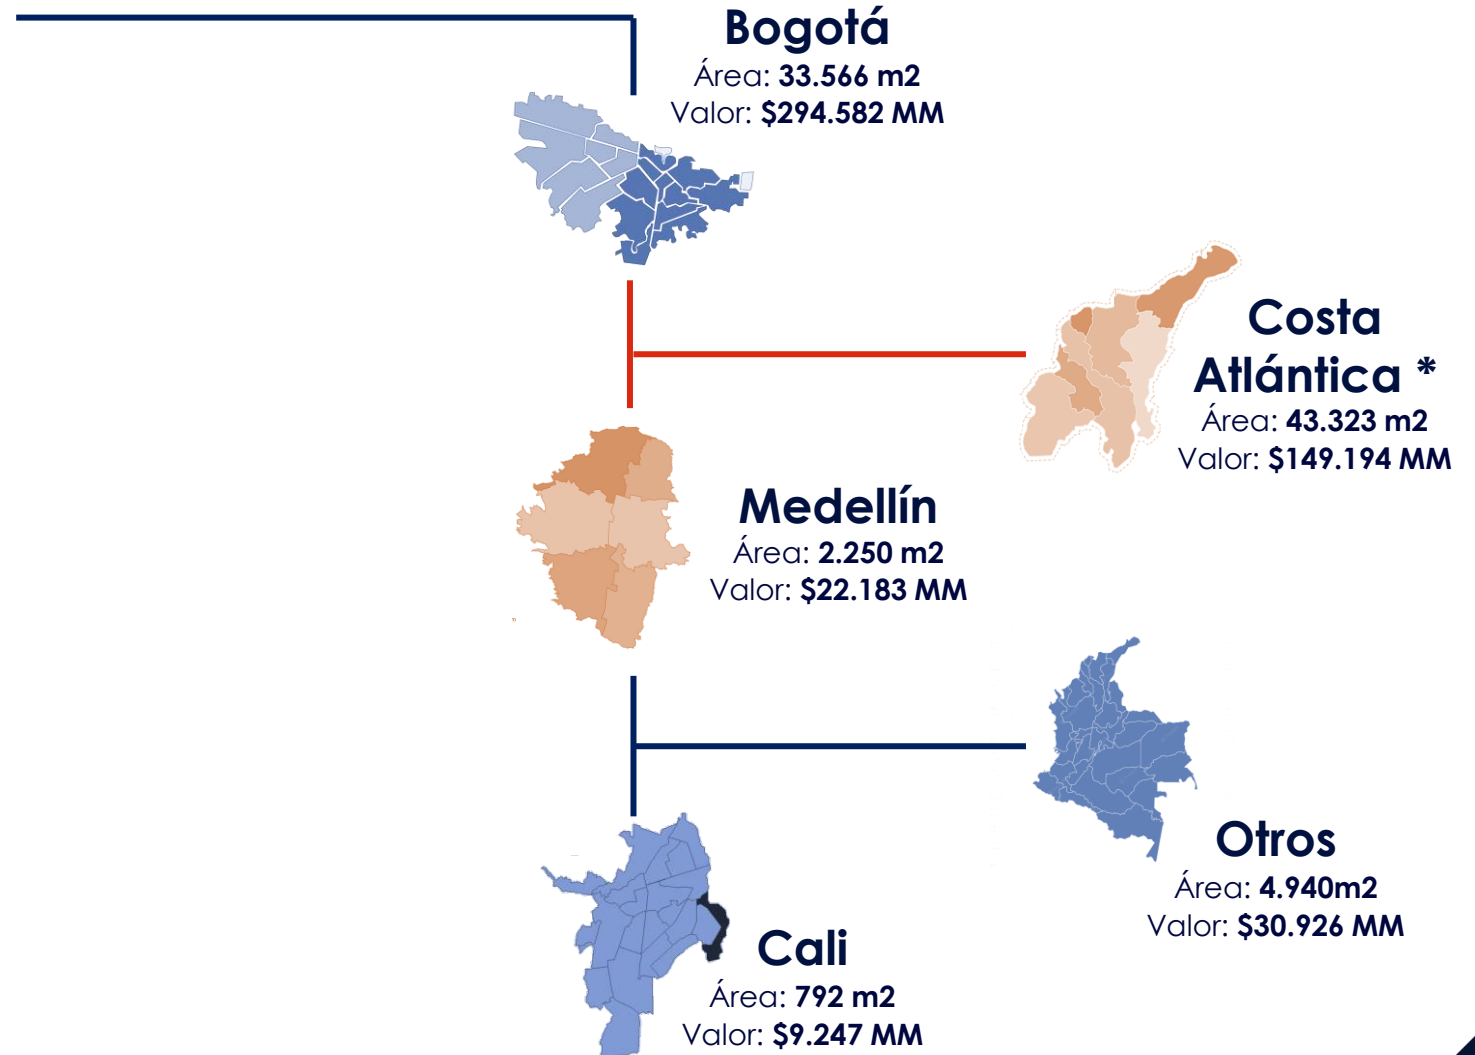 Bogotá
Área: 33.566 m2
Valor: $294.582 MM
Costa
Atlántica *
Área: 43.323 m2
Valor: $149.194 MM
Medellín
Área: 2.250 m2
Valor: $22.183 MM
Otros
Área: 4.940m2
Valor: $30.926 MM
Cali
Área: 792 m2
Valor: $9.247 MM